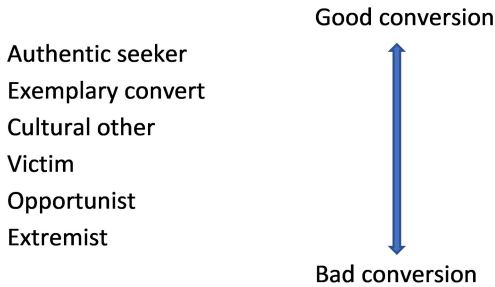 Good conversion
Authentic seeker
Exemplary convert
Cultural other
Victim
Opportunist
Extremist
Bad conversion